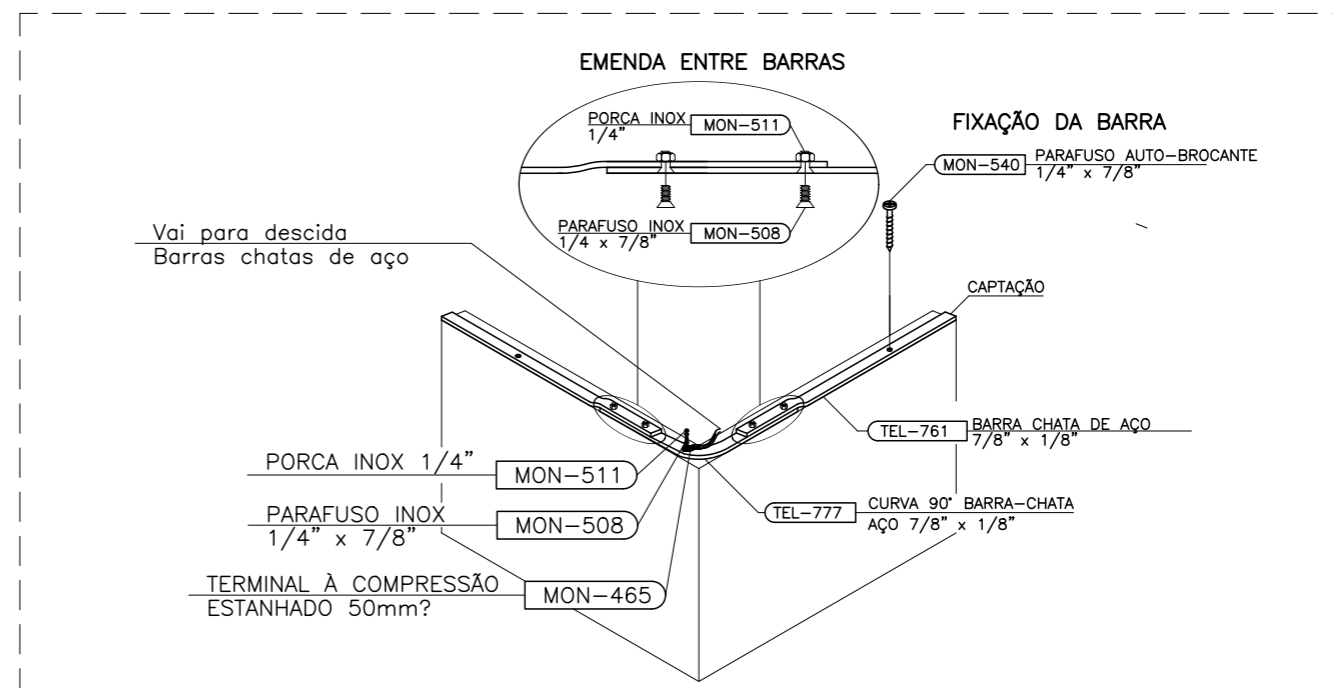 EMENDA ENTRE BARRAS
PORCA INOX
1/4"
MON-511
PARAFUSO INOX
1/4 x 7/8"
MON-508
FIXAÇÃO DA BARRA
MON-540
PARAFUSO AUTO-BROCANTE
1/4" x 7/8"
Vai para descida
Barras chatas de aço
CAPTAÇÃO
TEL-761
BARRA CHATA DE AÇO
7/8" x 1/8"
PORCA INOX 1/4"
MON-511
TEL-777
CURVA 90° BARRA-CHATA
AÇO 7/8" x 1/8"
PARAFUSO INOX
1/4" x 7/8"
MON-508
TERMINAL À COMPRESSÃO
ESTANHADO 50mm?
MON-465